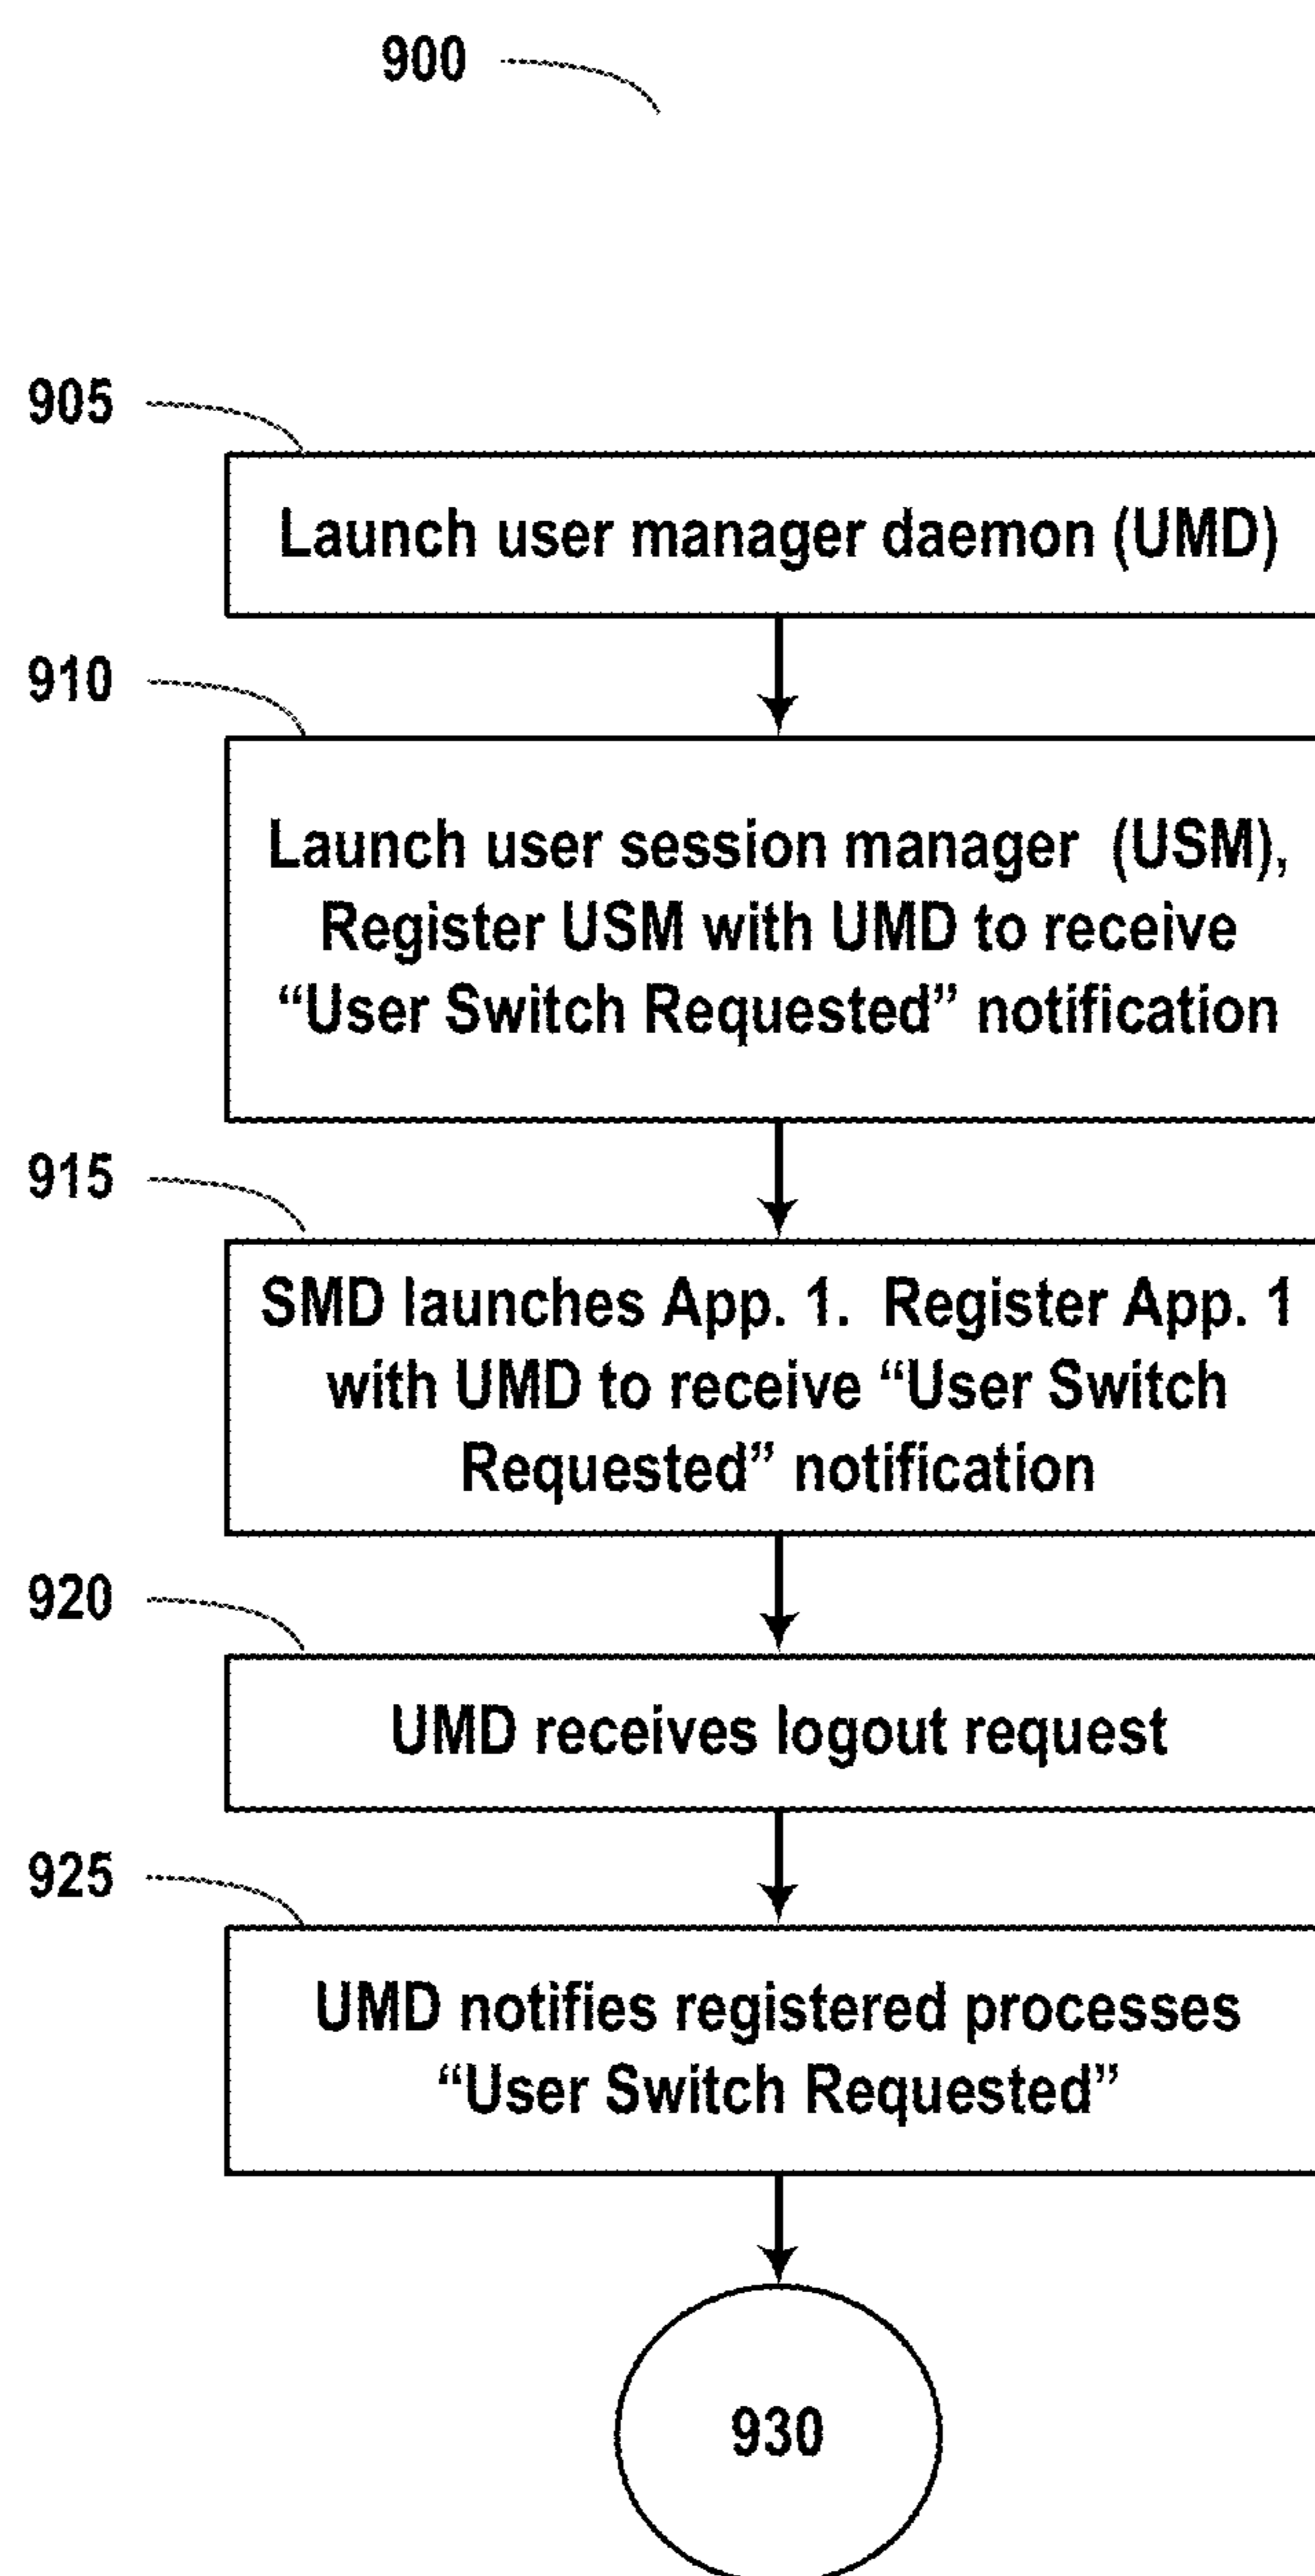 900
905
Launch user manager daemon (UMD)
910
Launch user session manager (USM),
Register USM with UMD to receive
“User Switch Requested” notification
915
SMD launches App. 1. Register App. 1
with UMD to receive “User Switch
Requested” notification
920
UMD receives logout request
925
UMD notifies registered processes
“User Switch Requested”
930